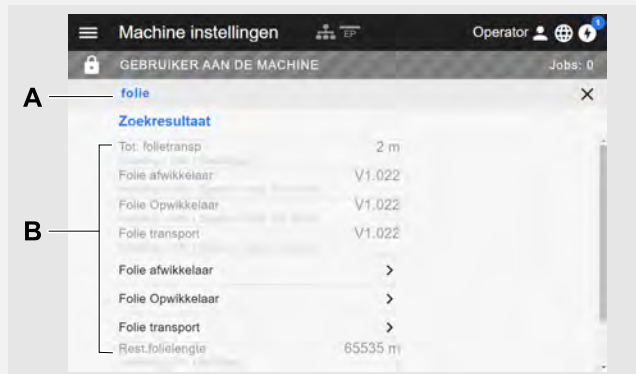 Machine instellingen EP Operator 1
GEBRUIKER AAN DE MACHINE Jobs: 0
A folie
Zoekresultaat
Tot. folietransp 2 m
Folie afwikkelaar V1.022
Folie Opwikkelaar V1.022
B Folie transport V1.022
Folie afwikkelaar
Folie Opwikkelaar
Folie transport
Rest.folielengte 65535 m